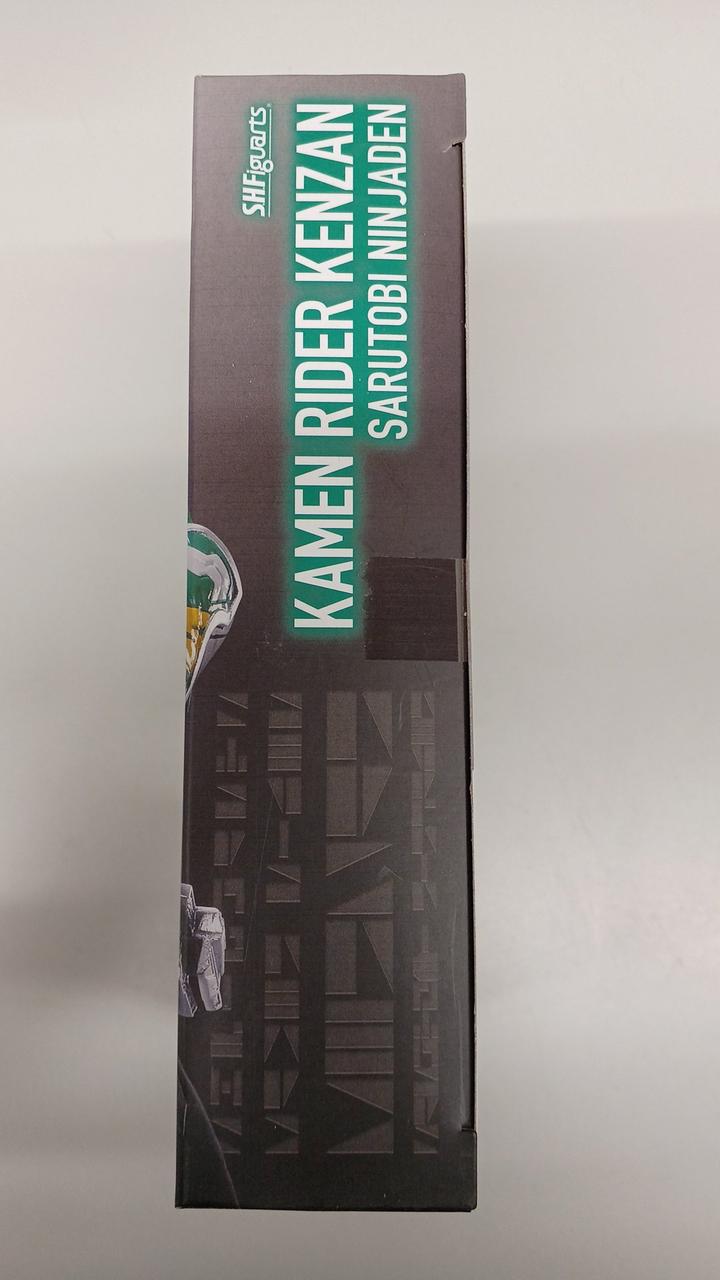 S.H.Figuarts
KAMEN RIDER KENZAN
SARUTOBI NINJADEN